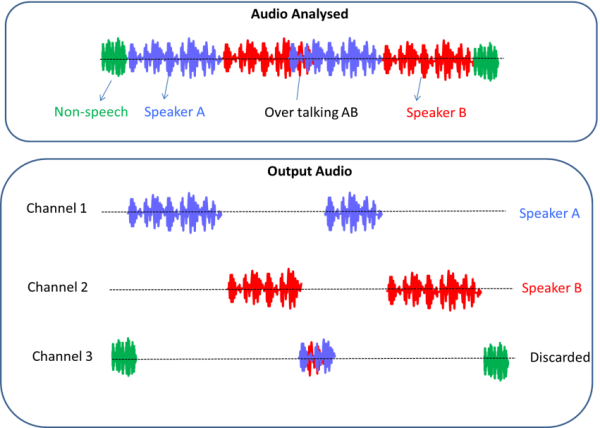 Audio Analysed
Non-speech Speaker A Over talking AB Speaker B
Output Audio
Channel 1 Speaker A
Channel 2 Speaker B
Channel 3 Discarded